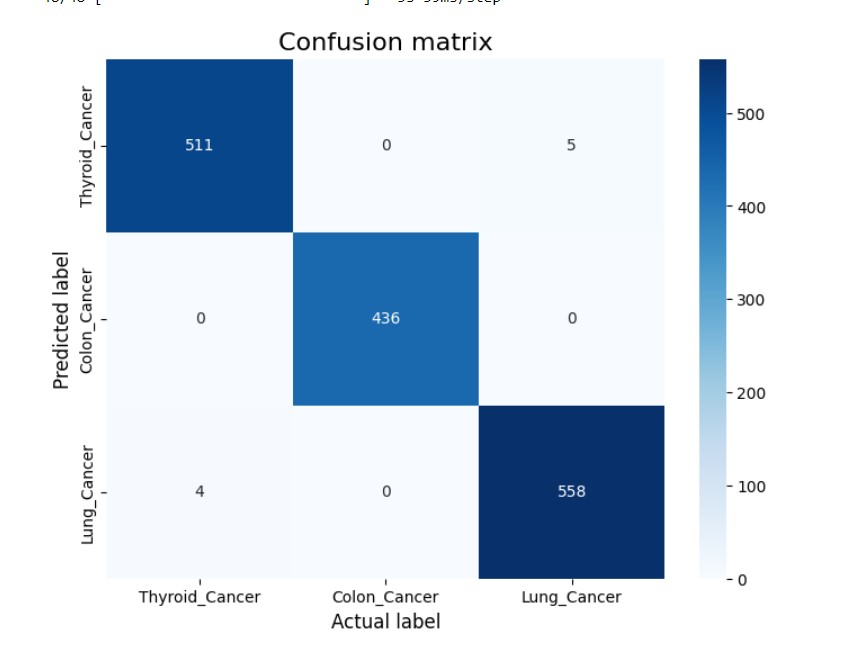 Confusion matrix
Thyroid_Cancer
511 0 5
Predicted label
Colon_Cancer
0 436 0
Lung_Cancer
4 0 558
Thyroid_Cancer Colon_Cancer Lung_Cancer
Actual label
500
400
300
200
100
0